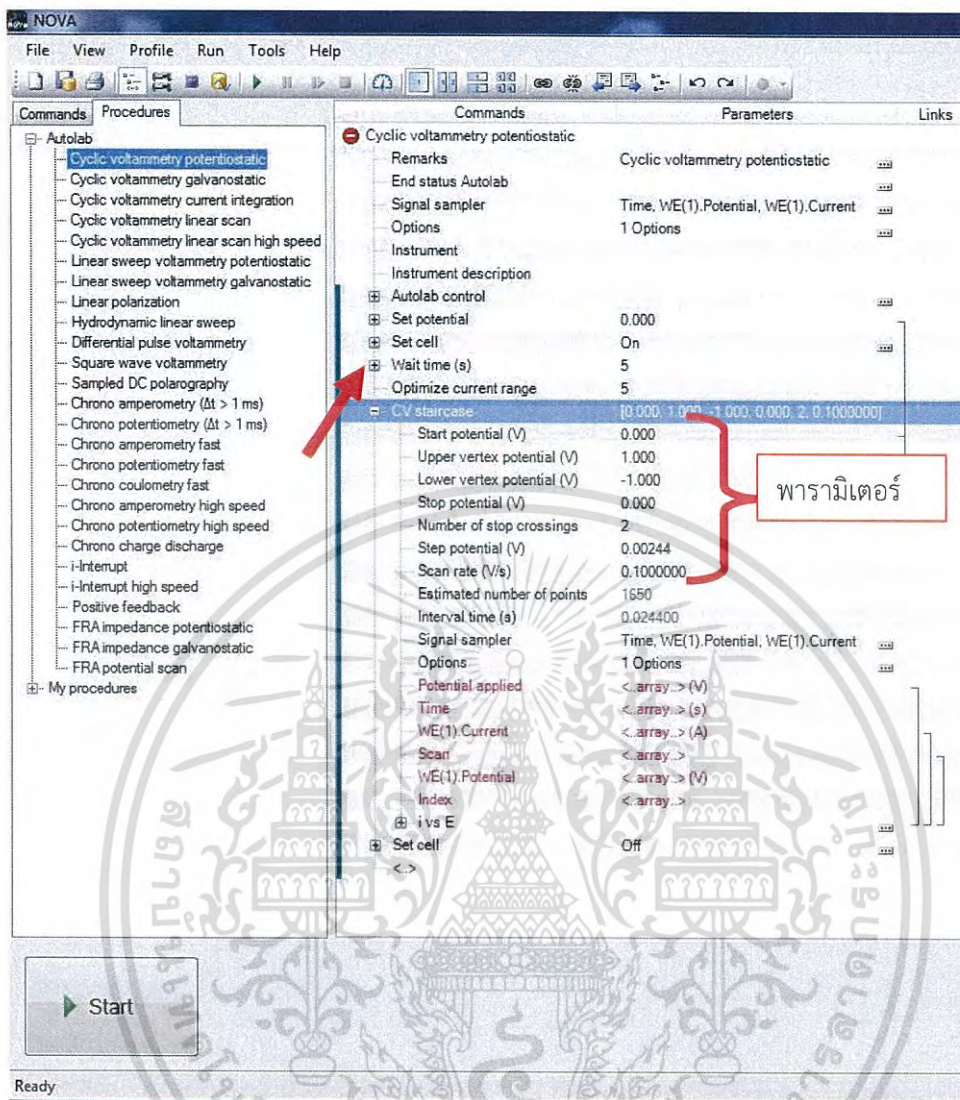 NOVA
File View Profile Run Tools Help
Commands Procedures
Autolab
Cyclic voltammetry potentiostatic
Cyclic voltammetry galvanostatic
Cyclic voltammetry current integration
Cyclic voltammetry linear scan
Cyclic voltammetry linear scan high speed
Linear sweep voltammetry potentiostatic
Linear sweep voltammetry galvanostatic
Linear polarization
Hydrodynamic linear sweep
Differential pulse voltammetry
Square wave voltammetry
Sampled DC polarography
Chrono amperometry (Δt > 1 ms)
Chrono potentiometry (Δt > 1 ms)
Chrono amperometry fast
Chrono potentiometry fast
Chrono coulometry fast
Chrono amperometry high speed
Chrono potentiometry high speed
Chrono charge discharge
i-Interrupt
i-Interrupt high speed
Positive feedback
FRA impedance potentiostatic
FRA impedance galvanostatic
FRA potential scan
My procedures
Commands Parameters Links
Cyclic voltammetry potentiostatic
Remarks Cyclic voltammetry potentiostatic ...
End status Autolab ...
Signal sampler Time, WE(1).Potential, WE(1).Current ...
Options 1 Options ...
Instrument
Instrument description
Autolab control ...
Set potential 0.000
Set cell On ...
Wait time (s) 5
Optimize current range 5
CV staircase [0.000, 1.000, -1.000, 0.000, 2, 0.1000000]
Start potential (V) 0.000
Upper vertex potential (V) 1.000
Lower vertex potential (V) -1.000
Stop potential (V) 0.000
Number of stop crossings 2
Step potential (V) 0.00244
Scan rate (V/s) 0.1000000
Estimated number of points 1650
Interval time (s) 0.024400
Signal sampler Time, WE(1).Potential, WE(1).Current ...
Options 1 Options ...
Potential applied <..array..> (V)
Time <..array..> (s)
WE(1).Current <..array..> (A)
Scan <..array..>
WE(1).Potential <..array..> (V)
Index <..array..>
i vs E ...
Set cell Off ...
<..>
พารามิเตอร์
Start
Ready